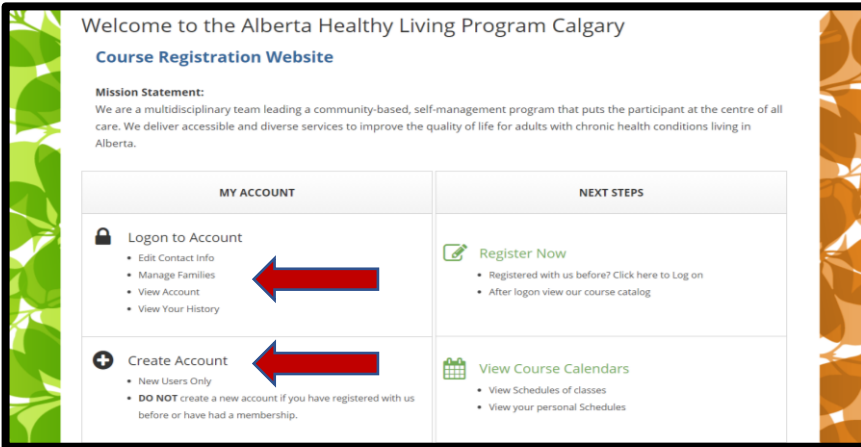 Welcome to the Alberta Healthy Living Program Calgary
Course Registration Website
Mission Statement:
We are a multidisciplinary team leading a community-based, self-management program that puts the participant at the centre of all
care. We deliver accessible and diverse services to improve the quality of life for adults with chronic health conditions living in
Alberta.
MY ACCOUNT
Logon to Account
• Edit Contact Info
• Manage Families
• View Account
• View Your History
Create Account
• New Users Only
• DO NOT create a new account if you have registered with us
before or have had a membership.
NEXT STEPS
Register Now
• Registered with us before? Click here to Log on
• After logon view our course catalog
View Course Calendars
• View Schedules of classes
• View your personal Schedules